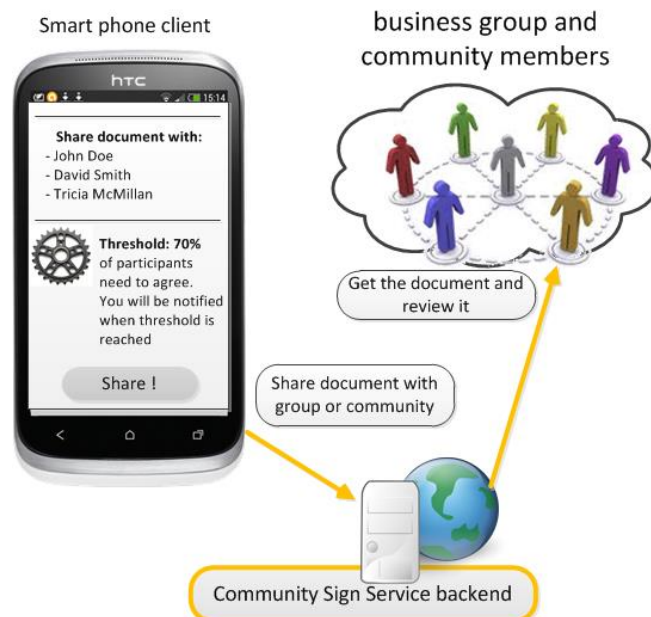 Smart phone client
business group and
community members
hTC
15:14
Share document with:
- John Doe
- David Smith
- Tricia McMillan
Threshold: 70%
of participants
need to agree.
You will be notified
when threshold is
reached
Share !
Get the document and
review it
Share document with
group or community
Community Sign Service backend